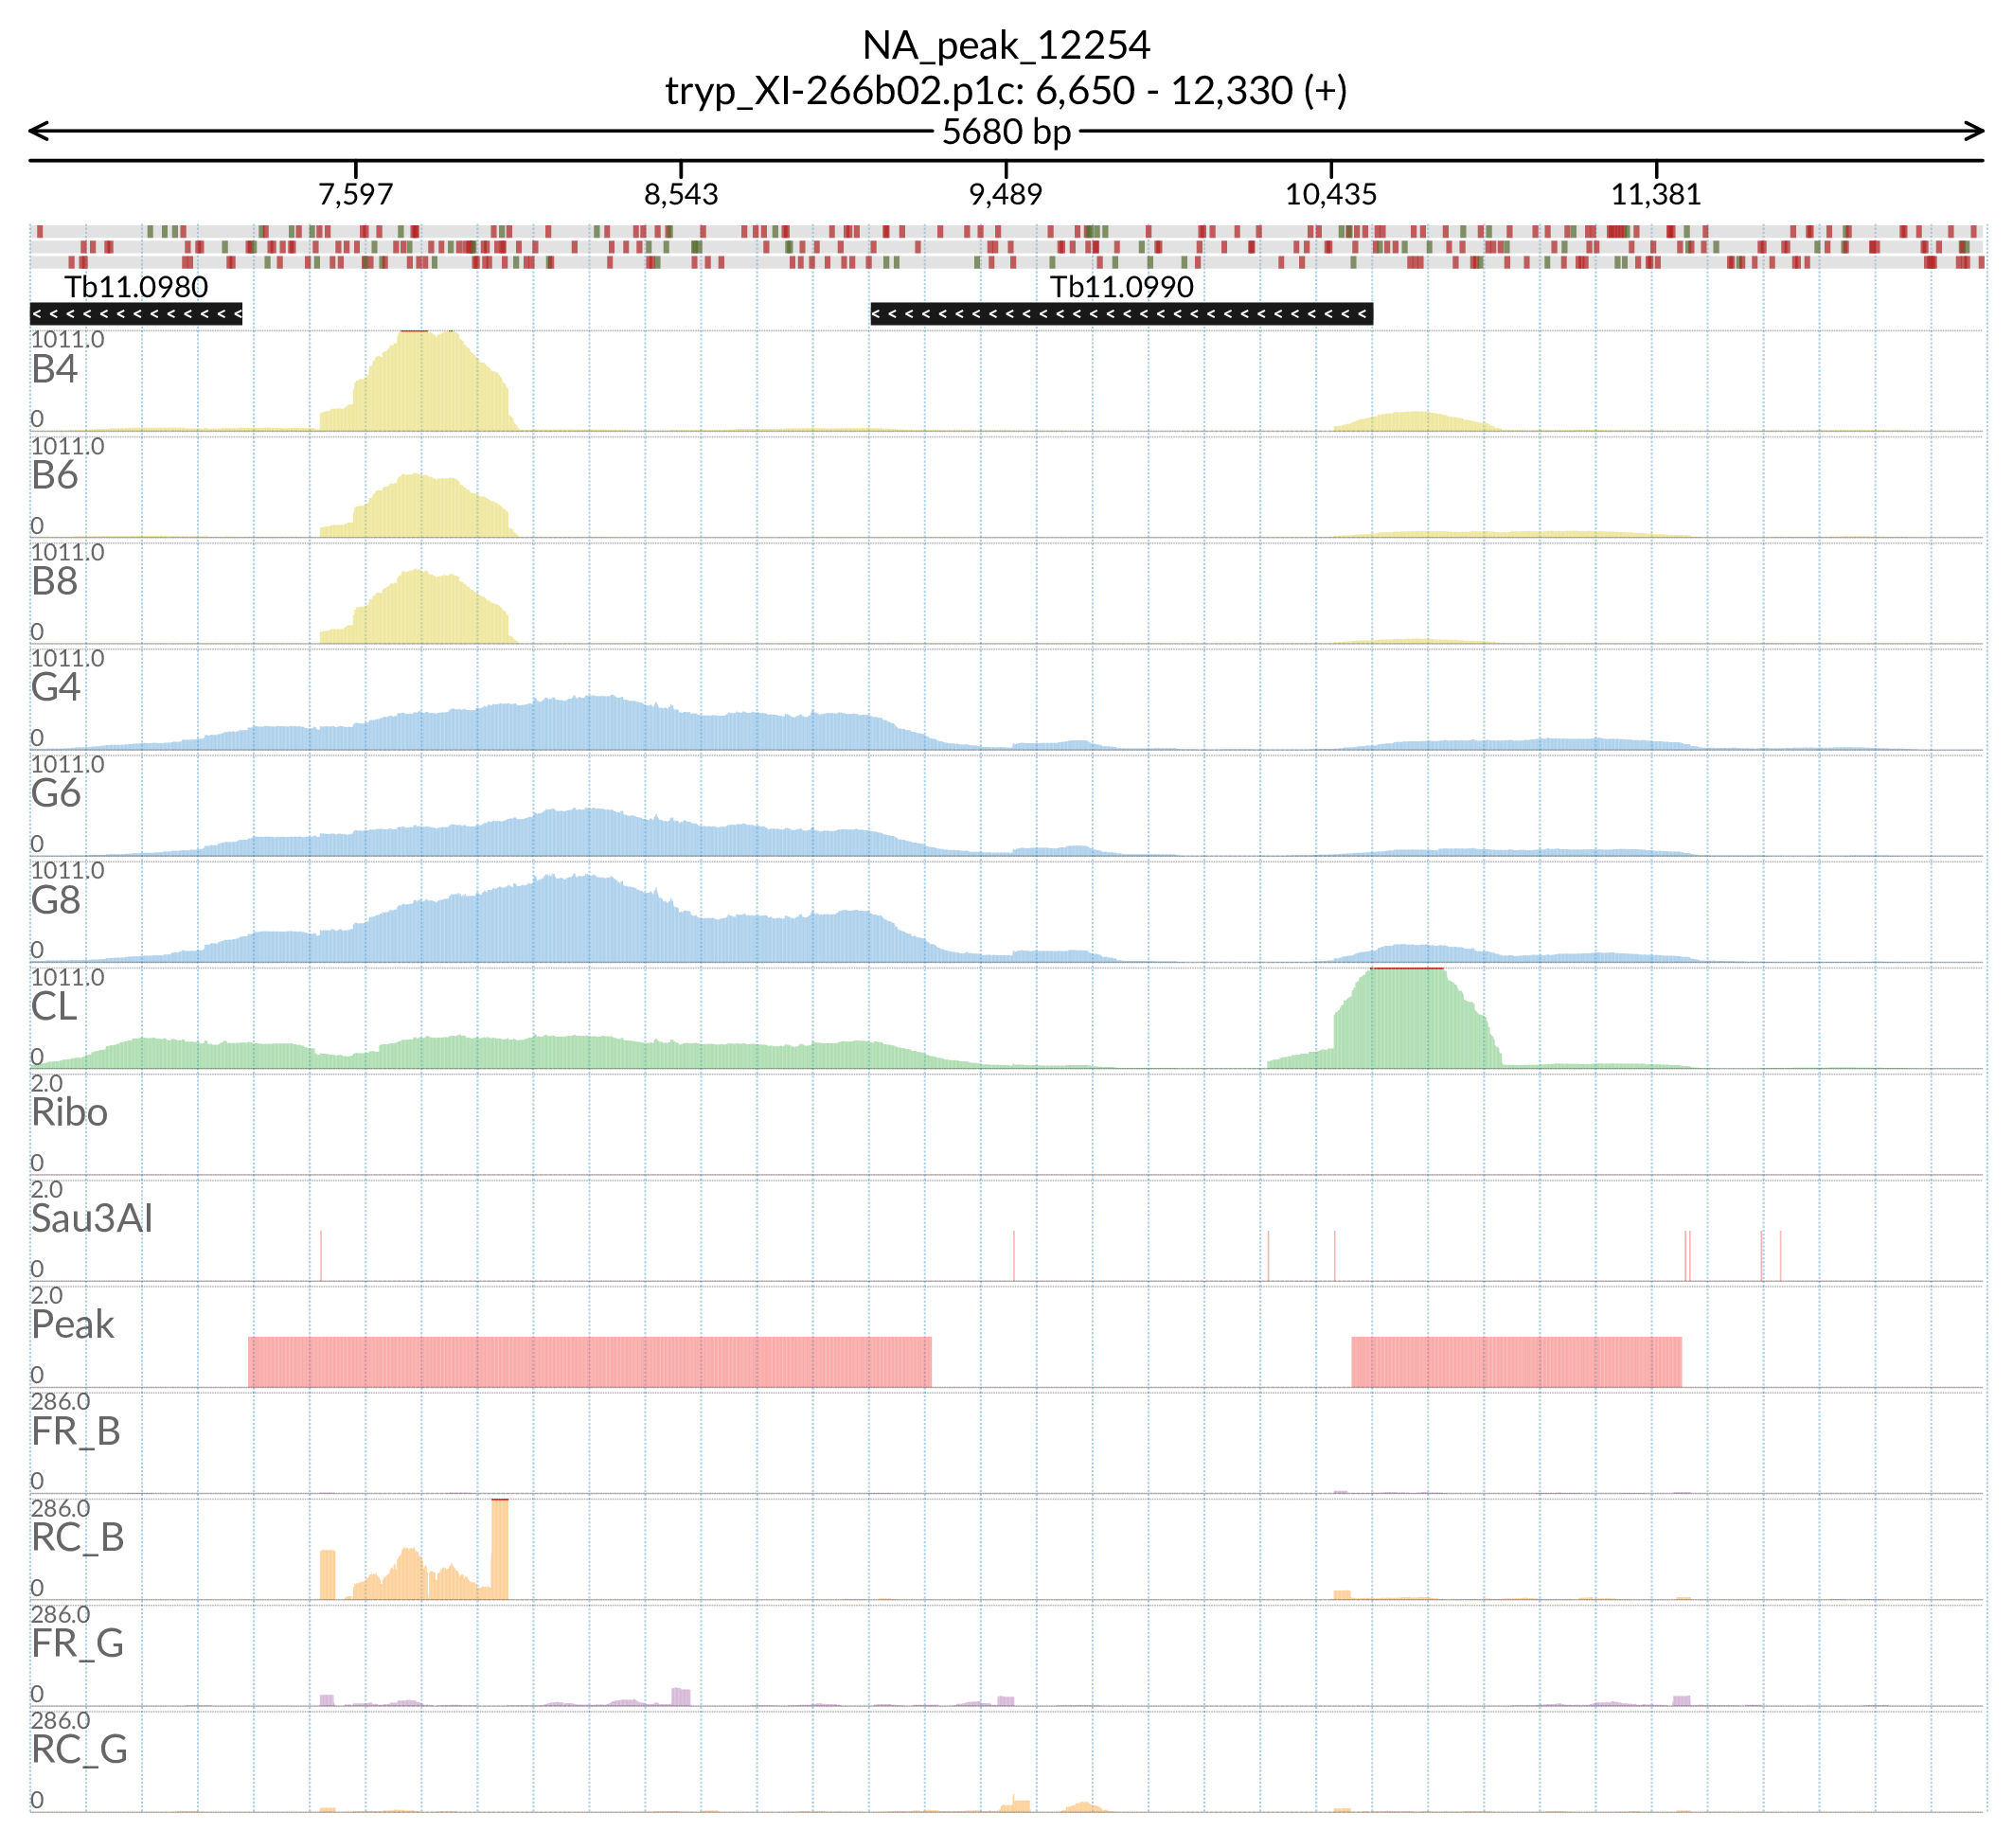 NA_peak_12254
tryp_XI-266b02.p1c: 6,650 - 12,330 (+)
5680 bp
7,597 8,543 9,489 10,435 11,381
Tb11.0980 Tb11.0990
1011.0
B4
0
1011.0
B6
0
1011.0
B8
0
1011.0
G4
0
1011.0
G6
0
1011.0
G8
0
1011.0
CL
0
2.0
Ribo
0
2.0
Sau3AI
0
2.0
Peak
0
286.0
FR_B
0
286.0
RC_B
0
286.0
FR_G
0
286.0
RC_G
0